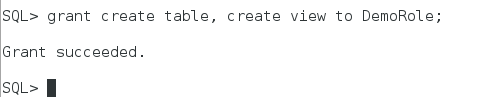 SQL> grant create table, create view to DemoRole;
Grant succeeded.
SQL>